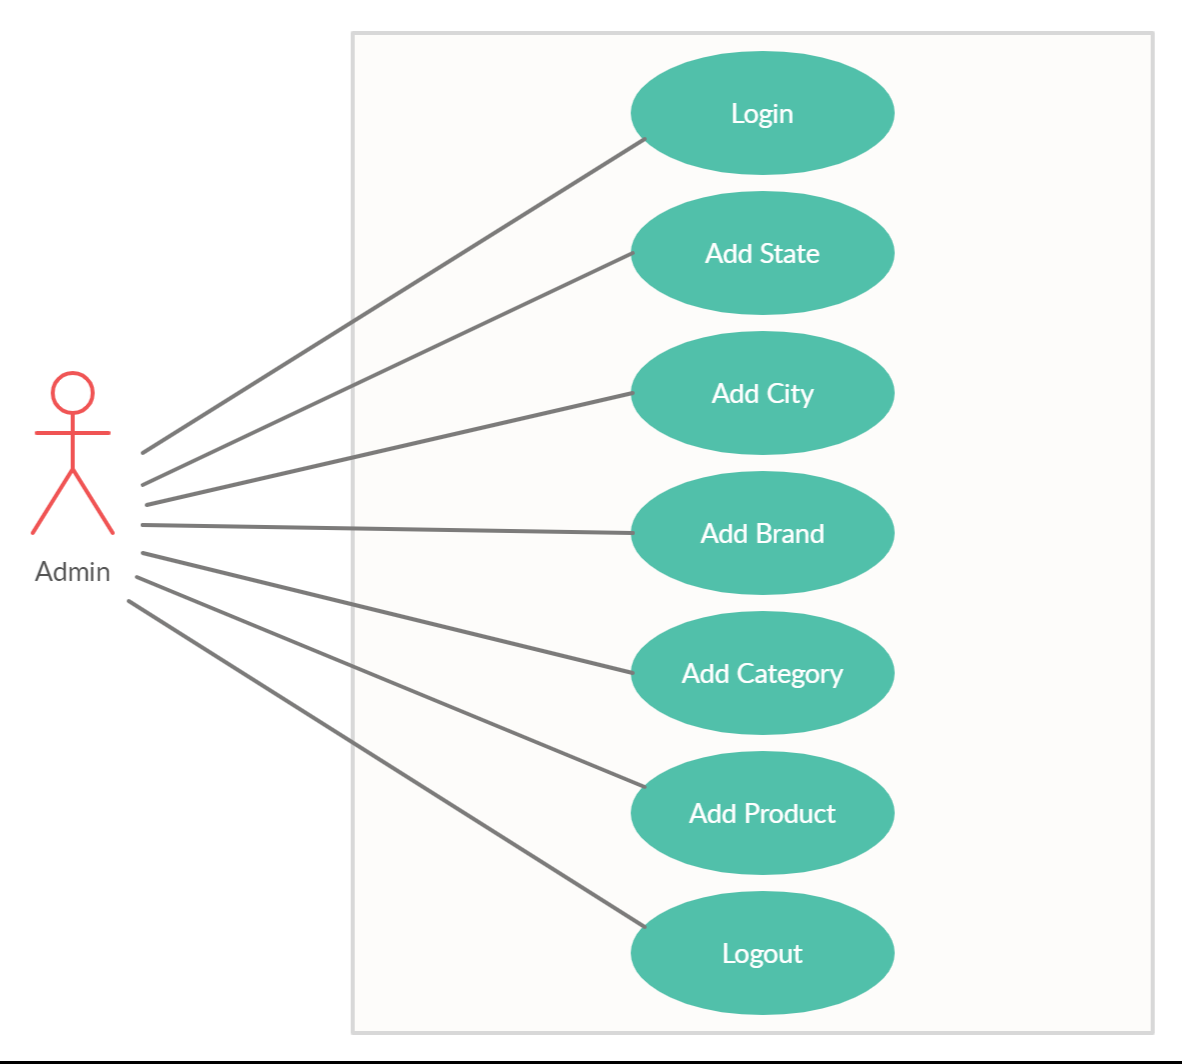 Login
Add State
Add City
Admin
Add Brand
Add Category
Add Product
Logout